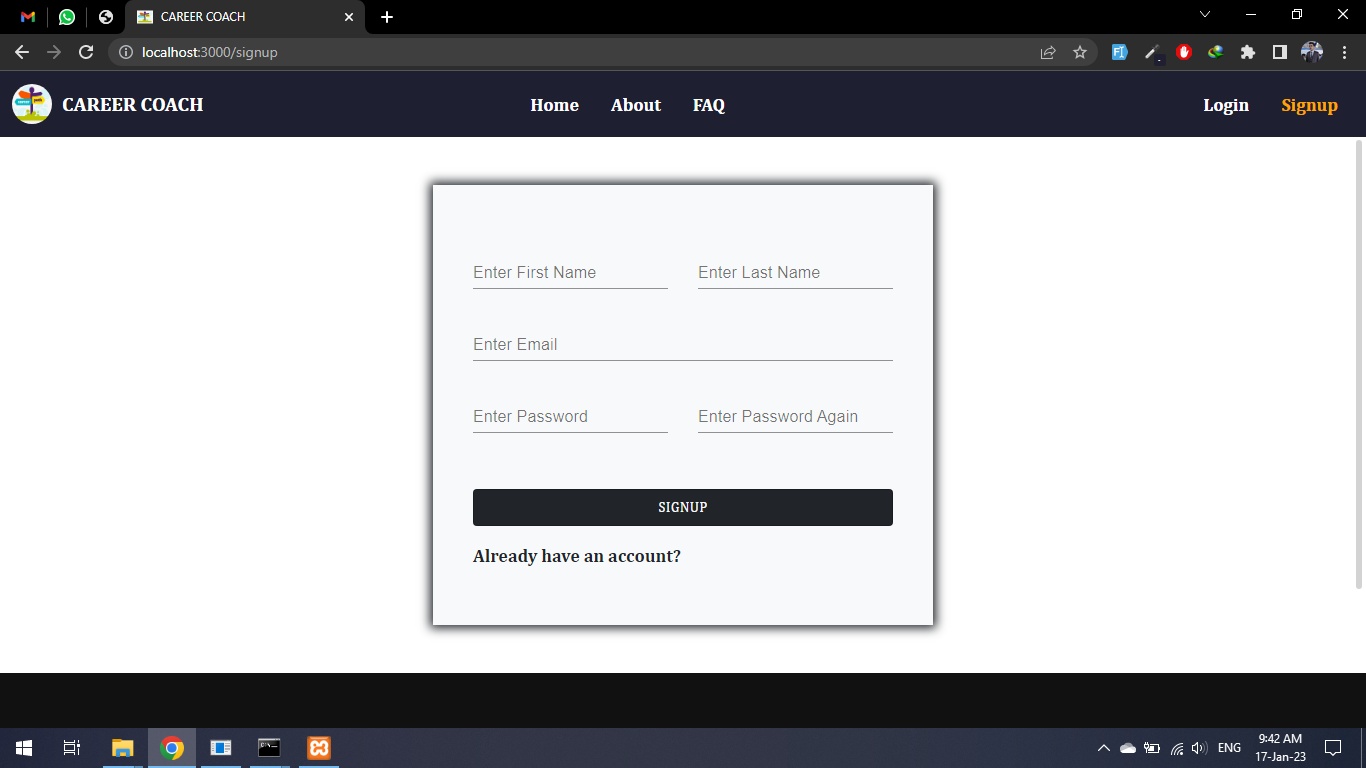 CAREER COACH
localhost:3000/signup
CAREER COACH
Home About FAQ
Login Signup
Enter First Name Enter Last Name
Enter Email
Enter Password Enter Password Again
SIGNUP
Already have an account?
ENG
9:42 AM
17-Jan-23